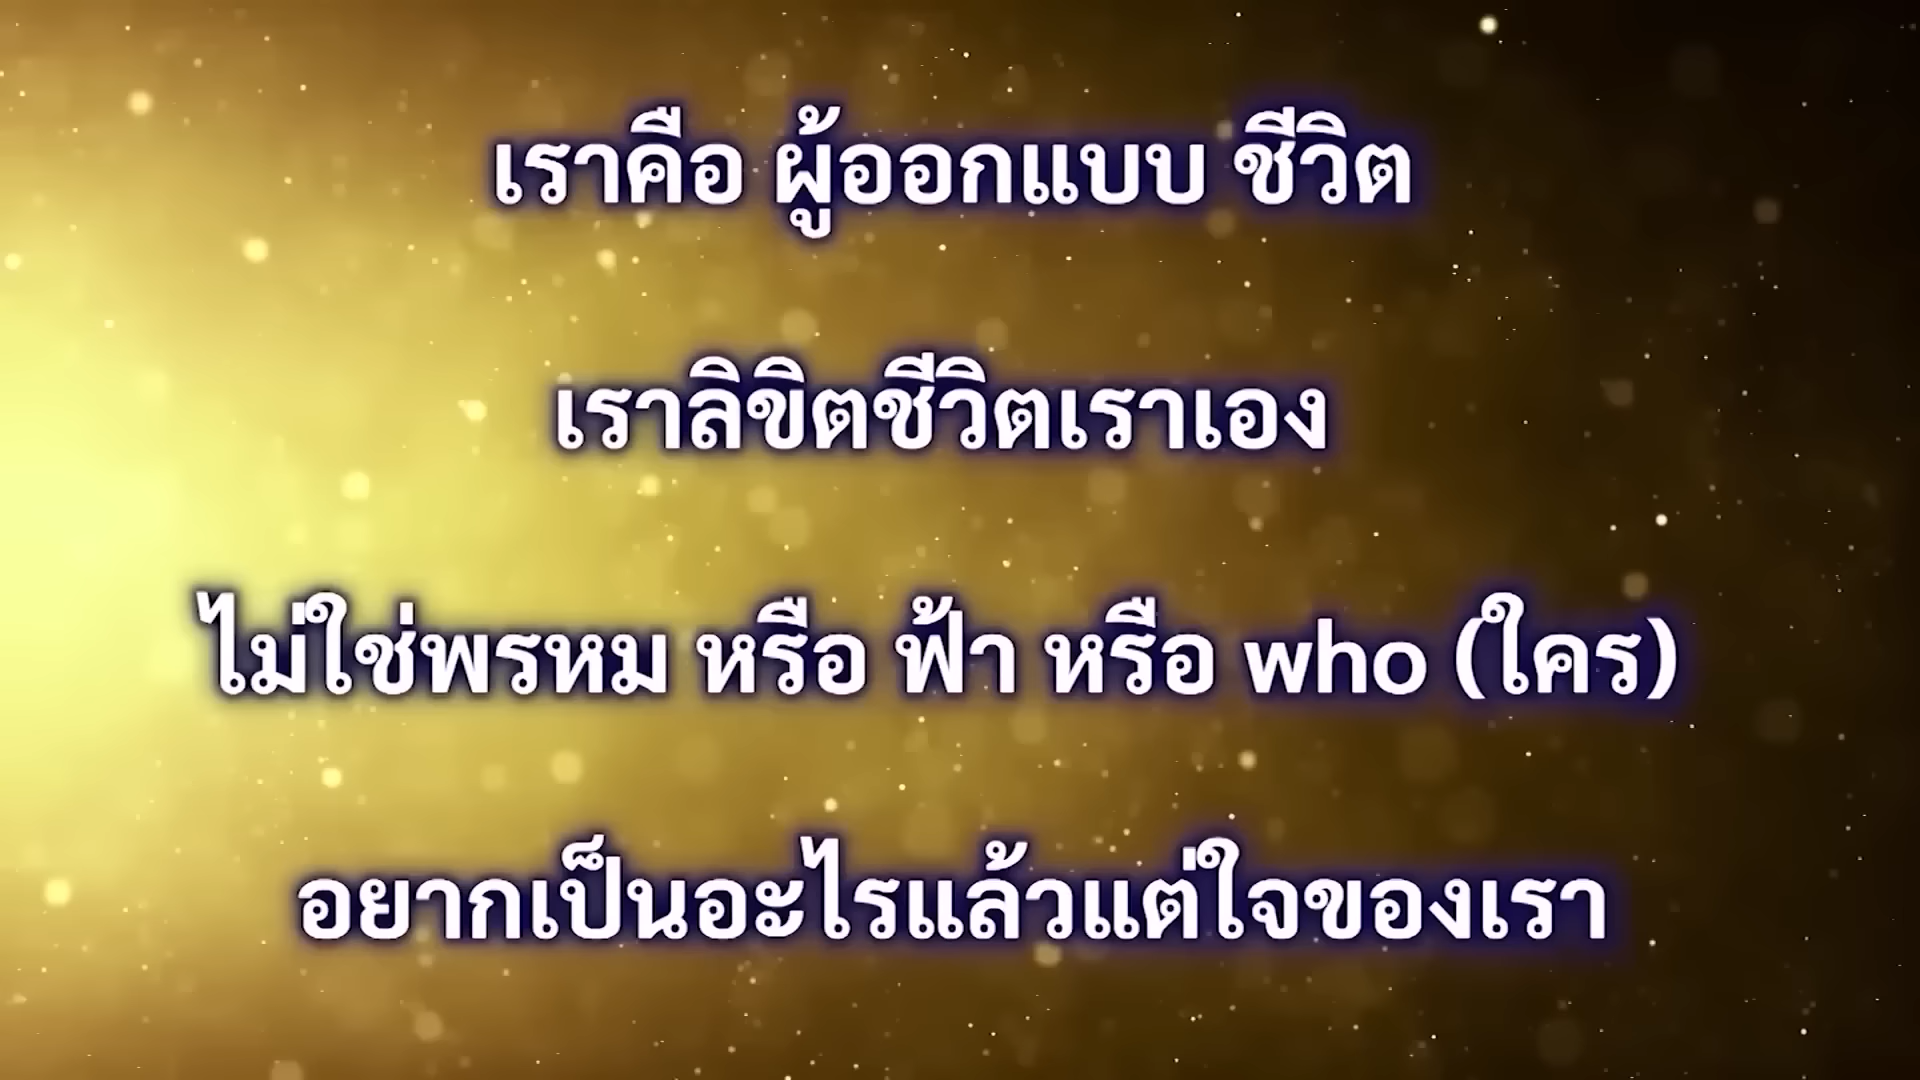 เราคือ ผู้ออกแบบ ชีวิต
เราลิขิตชีวิตเราเอง
ไม่ใช่พรหม หรือ ฟ้า หรือ who (ใคร)
อยากเป็นอะไรแล้วแต่ใจของเรา